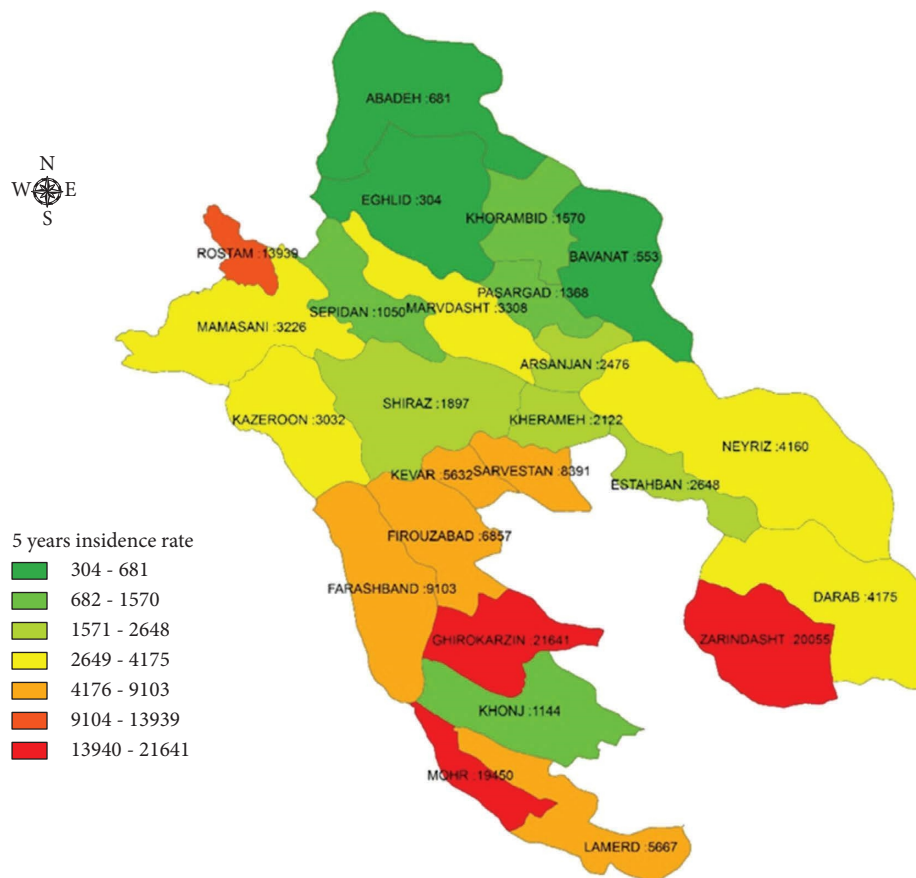 ABADEH :681
N
W E
S
EGHLID :304
KHORAMBID :1570
ROSTAM :13939
BAVANAT :553
PASARGAD :1368
SEPIDAN :1050
MARVDASHT :3308
MAMASANI :3226
ARSANJAN :2476
SHIRAZ :1897
KAZEROON :3032
KHERAMEH :2122
NEYRIZ :4160
KEVAR :5632
SARVESTAN :8391
ESTAHBAN :2648
FIROUZABAD :6857
5 years insidence rate
304 - 681
682 - 1570
1571 - 2648
2649 - 4175
4176 - 9103
9104 - 13939
13940 - 21641
FARASHBAND :9103
DARAB :4175
GHIROKARZIN :21641
ZARINDASHT :20055
KHONJ :1144
MOHR :19450
LAMERD :5667